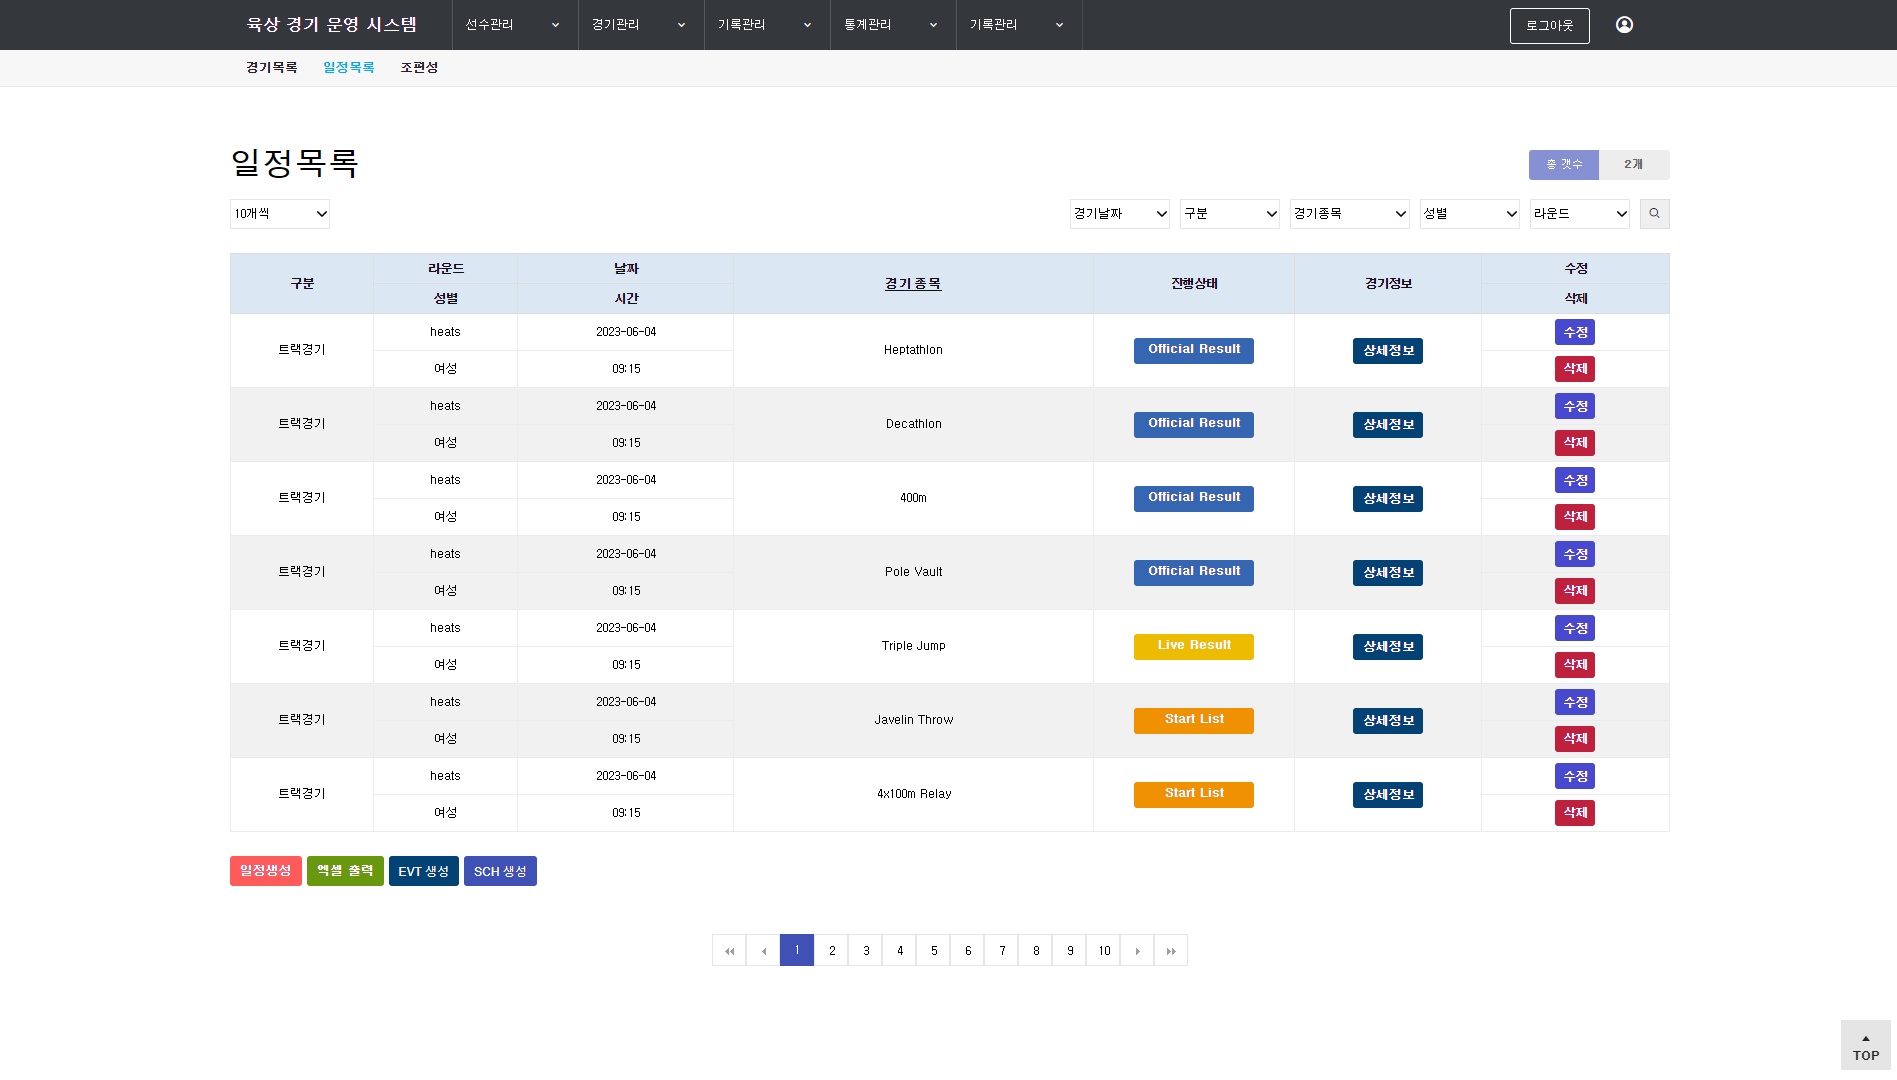 육상 경기 운영 시스템 선수관리 경기관리 기록관리 통계관리 기록관리 로그아웃
경기목록 일정목록 조편성
일정목록
총 갯수 2개
10개씩 경기날짜 구분 경기종목 성별 라운드
구분 라운드 날짜 경기 종목 진행상태 경기정보 수정
성별 시간 삭제
트랙경기 heats 2023-06-04 Heptathlon Official Result 상세정보 수정
여성 09:15 삭제
트랙경기 heats 2023-06-04 Decathlon Official Result 상세정보 수정
여성 09:15 삭제
트랙경기 heats 2023-06-04 400m Official Result 상세정보 수정
여성 09:15 삭제
트랙경기 heats 2023-06-04 Pole Vault Official Result 상세정보 수정
여성 09:15 삭제
트랙경기 heats 2023-06-04 Triple Jump Live Result 상세정보 수정
여성 09:15 삭제
트랙경기 heats 2023-06-04 Javelin Throw Start List 상세정보 수정
여성 09:15 삭제
트랙경기 heats 2023-06-04 4x100m Relay Start List 상세정보 수정
여성 09:15 삭제
일정생성 엑셀 출력 EVT 생성 SCH 생성
1 2 3 4 5 6 7 8 9 10
TOP